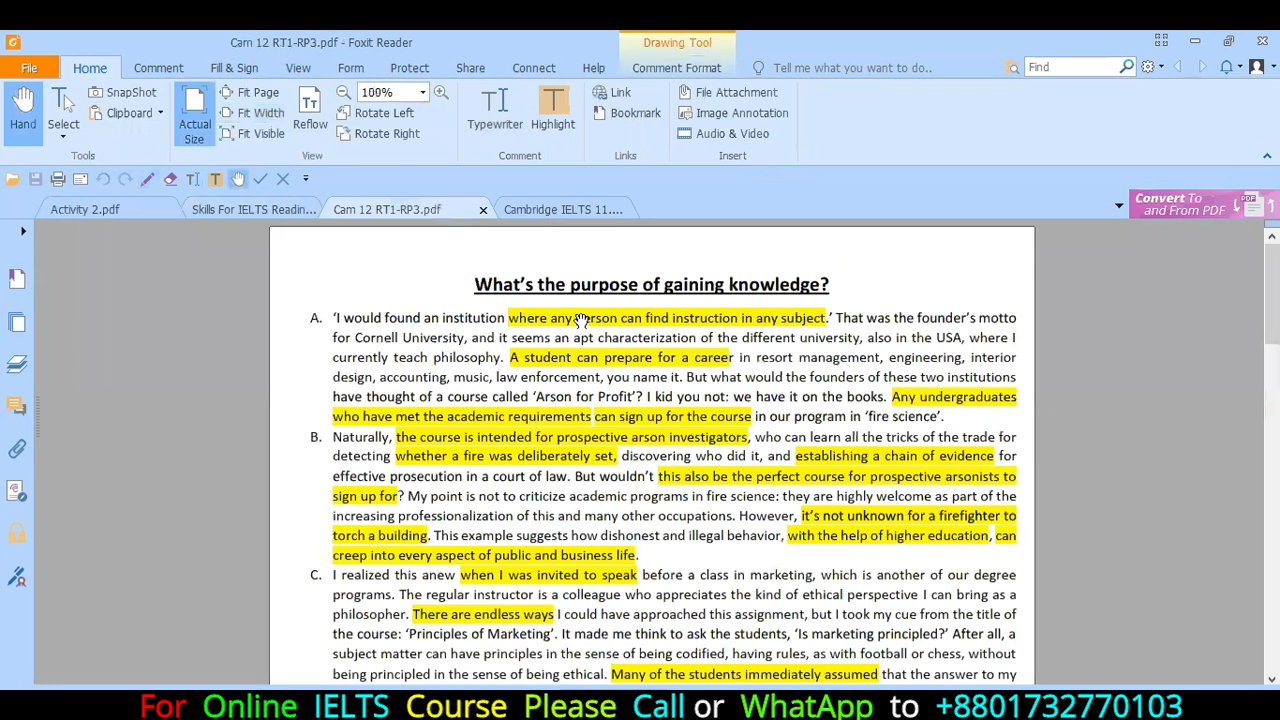 Cam 12 RT1-RP3.pdf - Foxit Reader
Drawing Tool
File Home Comment Fill & Sign View Form Protect Share Connect Help Comment Format Tell me what you want to do.. Find
Hand Select SnapShot Clipboard Actual Size Fit Page Fit Width Fit Visible Reflow 100% Rotate Left Rotate Right Typewriter Highlight Link Bookmark File Attachment Image Annotation Audio & Video
Tools View Comment Links Insert
Activity 2.pdf Skills For IELTS Readin... Cam 12 RT1-RP3.pdf Cambridge IELTS 11.... Convert To and From PDF
What's the purpose of gaining knowledge?
A. 'I would found an institution where any person can find instruction in any subject.' That was the founder's motto
for Cornell University, and it seems an apt characterization of the different university, also in the USA, where I
currently teach philosophy. A student can prepare for a career in resort management, engineering, interior
design, accounting, music, law enforcement, you name it. But what would the founders of these two institutions
have thought of a course called 'Arson for Profit'? I kid you not: we have it on the books. Any undergraduates
who have met the academic requirements can sign up for the course in our program in 'fire science'.
B. Naturally, the course is intended for prospective arson investigators, who can learn all the tricks of the trade for
detecting whether a fire was deliberately set, discovering who did it, and establishing a chain of evidence for
effective prosecution in a court of law. But wouldn't this also be the perfect course for prospective arsonists to
sign up for? My point is not to criticize academic programs in fire science: they are highly welcome as part of the
increasing professionalization of this and many other occupations. However, it's not unknown for a firefighter to
torch a building. This example suggests how dishonest and illegal behavior, with the help of higher education, can
creep into every aspect of public and business life.
C. I realized this anew when I was invited to speak before a class in marketing, which is another of our degree
programs. The regular instructor is a colleague who appreciates the kind of ethical perspective I can bring as a
philosopher. There are endless ways I could have approached this assignment, but I took my cue from the title of
the course: 'Principles of Marketing'. It made me think to ask the students, 'Is marketing principled?' After all, a
subject matter can have principles in the sense of being codified, having rules, as with football or chess, without
being principled in the sense of being ethical. Many of the students immediately assumed that the answer to my
For Online IELTS Course Please Call or WhatsApp to +8801732770103